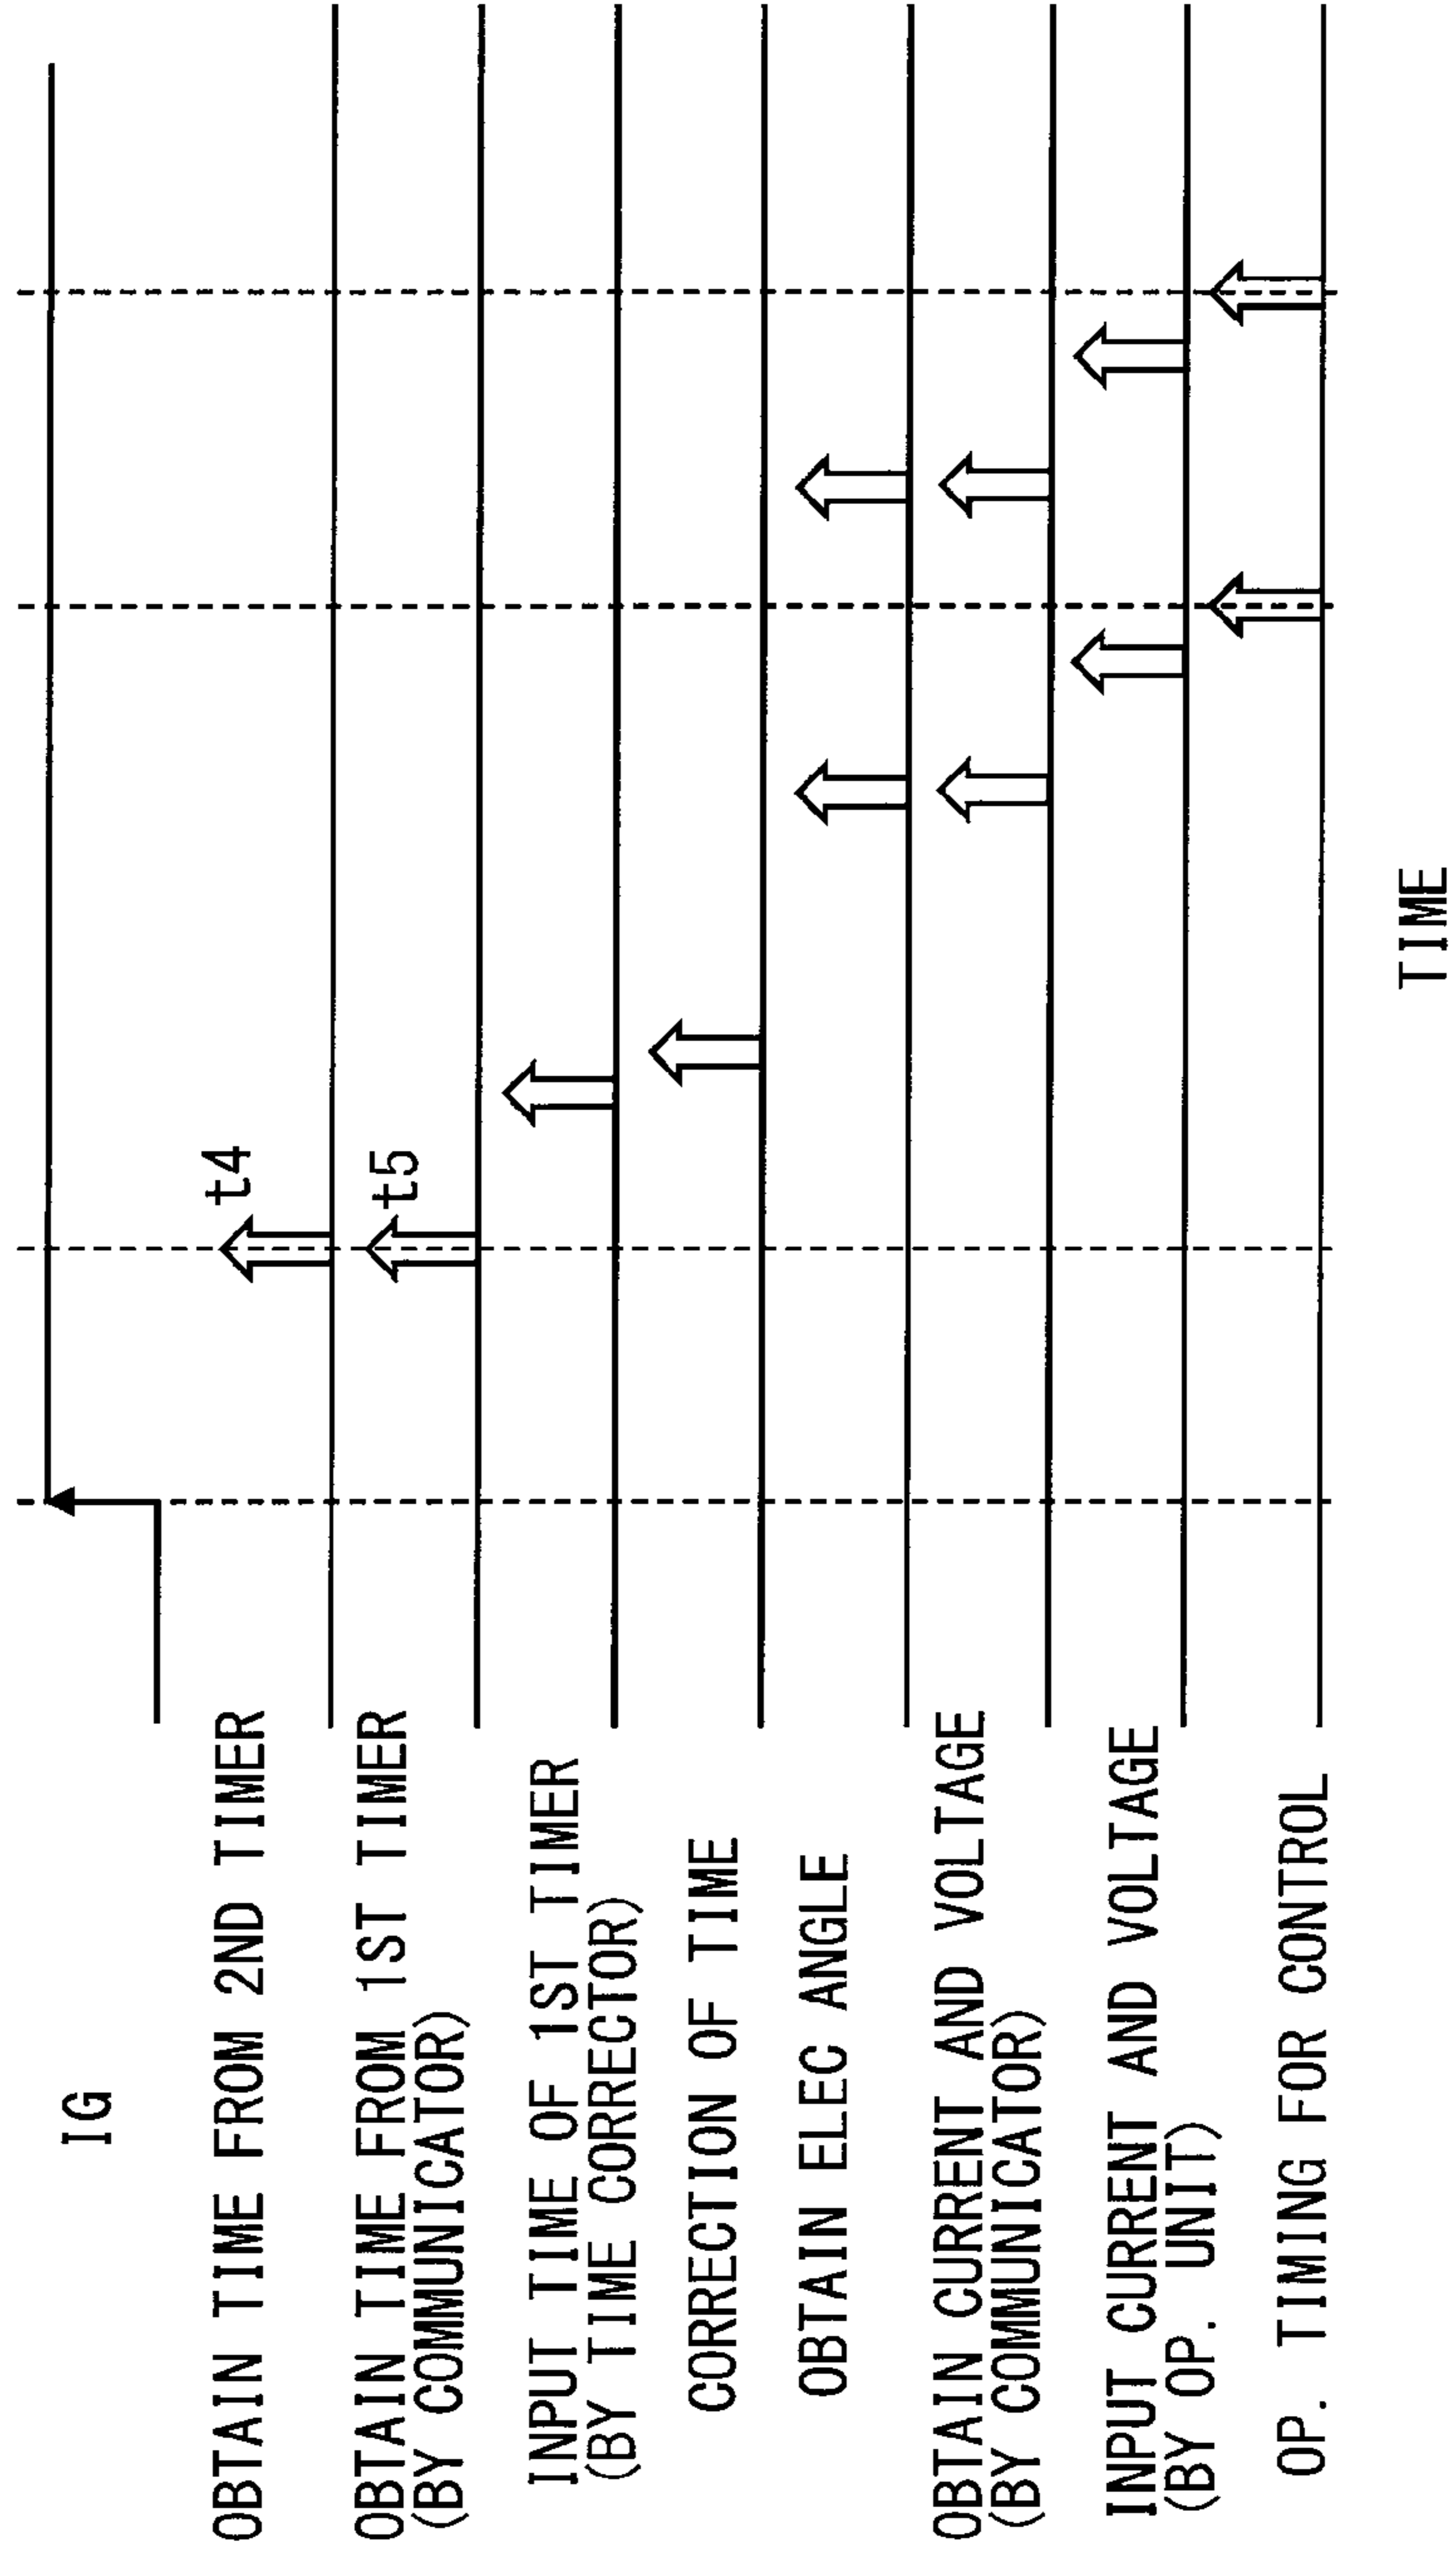 IG
OBTAIN TIME FROM 2ND TIMER
t4
OBTAIN TIME FROM 1ST TIMER
(BY COMMUNICATOR)
t5
INPUT TIME OF 1ST TIMER
(BY TIME CORRECTOR)
CORRECTION OF TIME
OBTAIN ELEC ANGLE
OBTAIN CURRENT AND VOLTAGE
(BY COMMUNICATOR)
INPUT CURRENT AND VOLTAGE
(BY OP. UNIT)
OP. TIMING FOR CONTROL
TIME